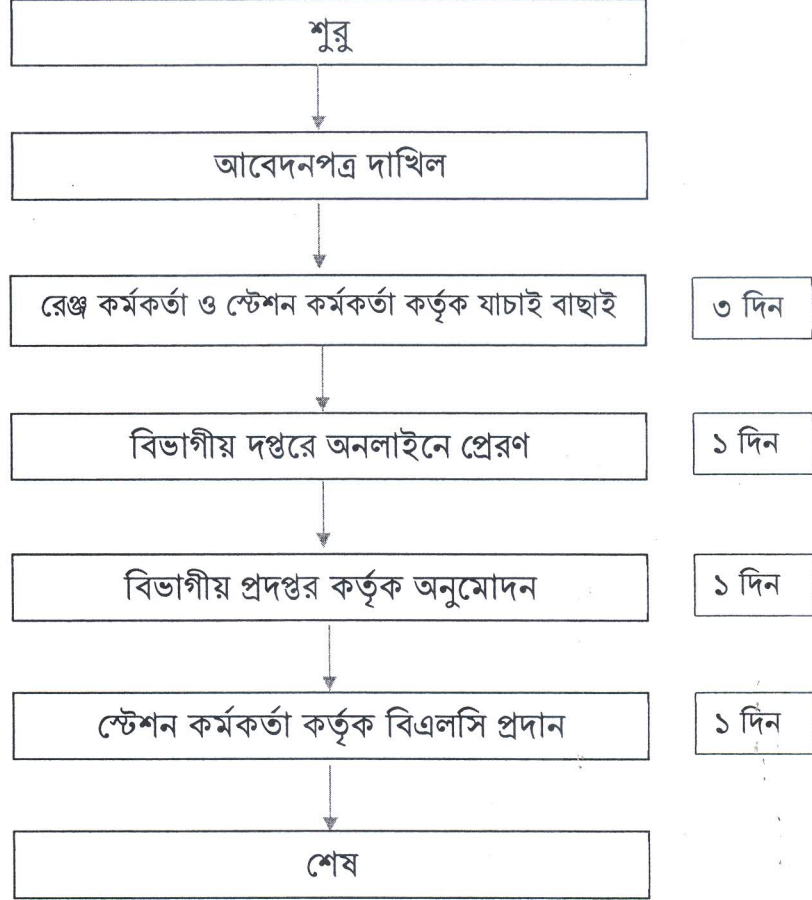 শুরু
আবেদনপত্র দাখিল
রেঞ্জ কর্মকর্তা ও স্টেশন কর্মকর্তা কর্তৃক যাচাই বাছাই
৩ দিন
বিভাগীয় দপ্তরে অনলাইনে প্রেরণ
১ দিন
বিভাগীয় প্রদপ্তর কর্তৃক অনুমোদন
১ দিন
স্টেশন কর্মকর্তা কর্তৃক বিএলসি প্রদান
১ দিন
শেষ